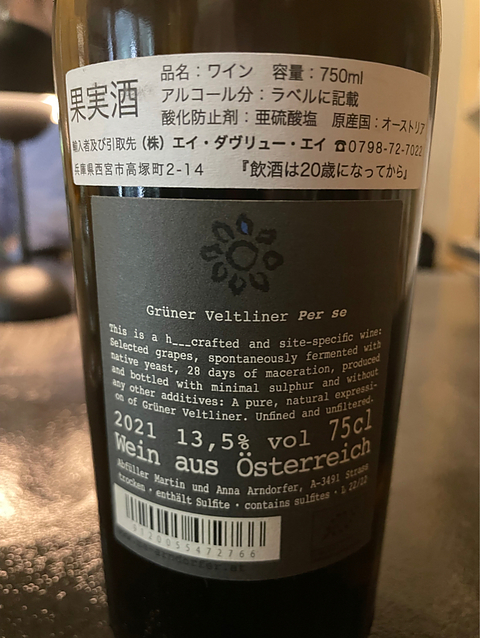 果実酒
品名：ワイン 容量：750ml
アルコール分：ラベルに記載
酸化防止剤：亜硫酸塩 原産国：オーストリア
輸入者及び引取先 (株) エイ・ダヴリュー・エイ ☎0798-72-7022
兵庫県西宮市高塚町2-14 『飲酒は20歳になってから』
Grüner Veltliner Per se
This is a h___crafted and site-specific wine:
Selected grapes, spontaneously fermented with
native yeast, 28 days of maceration, produced
and bottled with minimal sulphur and without
any other additives: A pure, natural expressi-
on of Grüner Veltliner. Unfined and unfiltered.
2021 13,5% vol 75cl
Wein aus Österreich
Abfüller Martin und Anna Arndorfer, A-3491 Strass
trocken · enthält Sulfite · contains sulfites · L 22/22
9120055472766